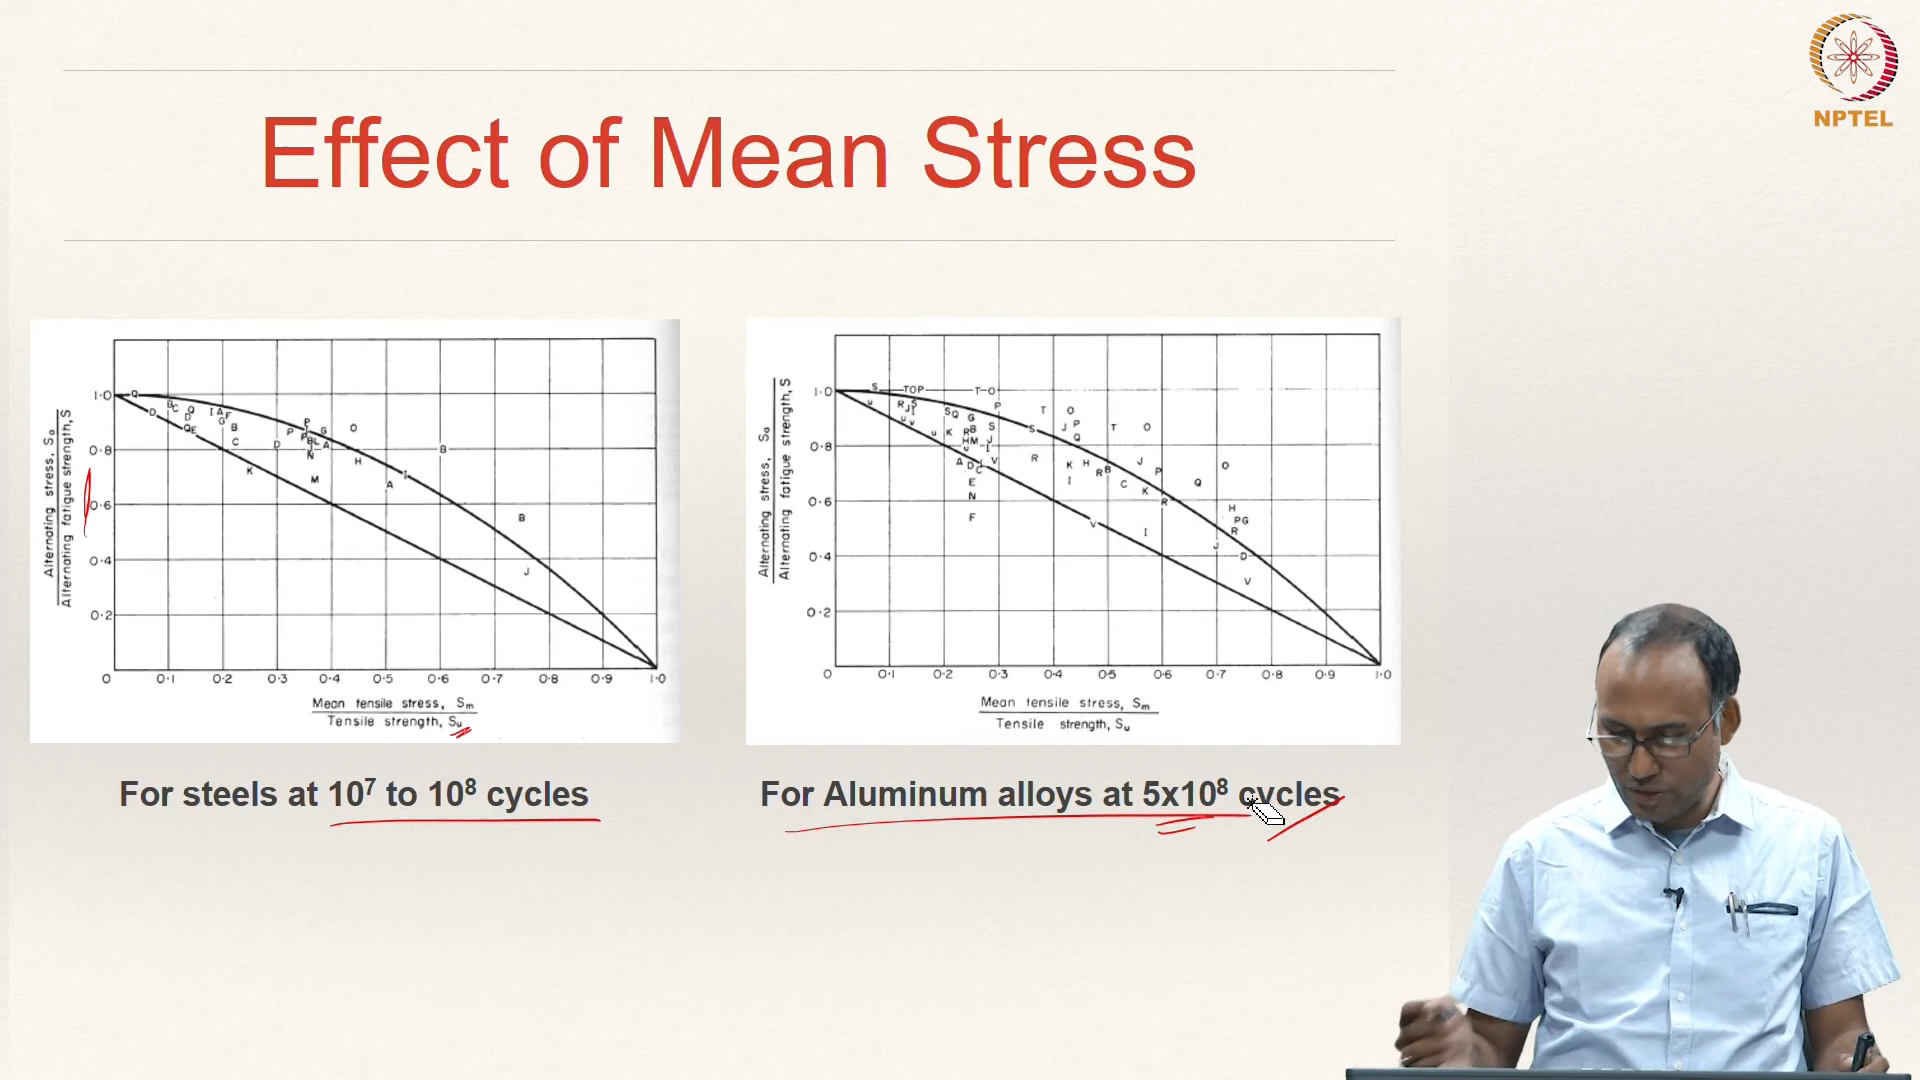 NPTEL
Effect of Mean Stress
Alternating stress, Sa
Alternating fatigue strength, S
1·0
0·8
0·6
0·4
0·2
0 0·1 0·2 0·3 0·4 0·5 0·6 0·7 0·8 0·9 1·0
Mean tensile stress, Sm
Tensile strength, Su
For steels at 10⁷ to 10⁸ cycles
Alternating stress, Sa
Alternating fatigue strength, S
1·0
0·8
0·6
0·4
0·2
0 0·1 0·2 0·3 0·4 0·5 0·6 0·7 0·8 0·9 1·0
Mean tensile stress, Sm
Tensile strength, Su
For Aluminum alloys at 5x10⁸ cycles